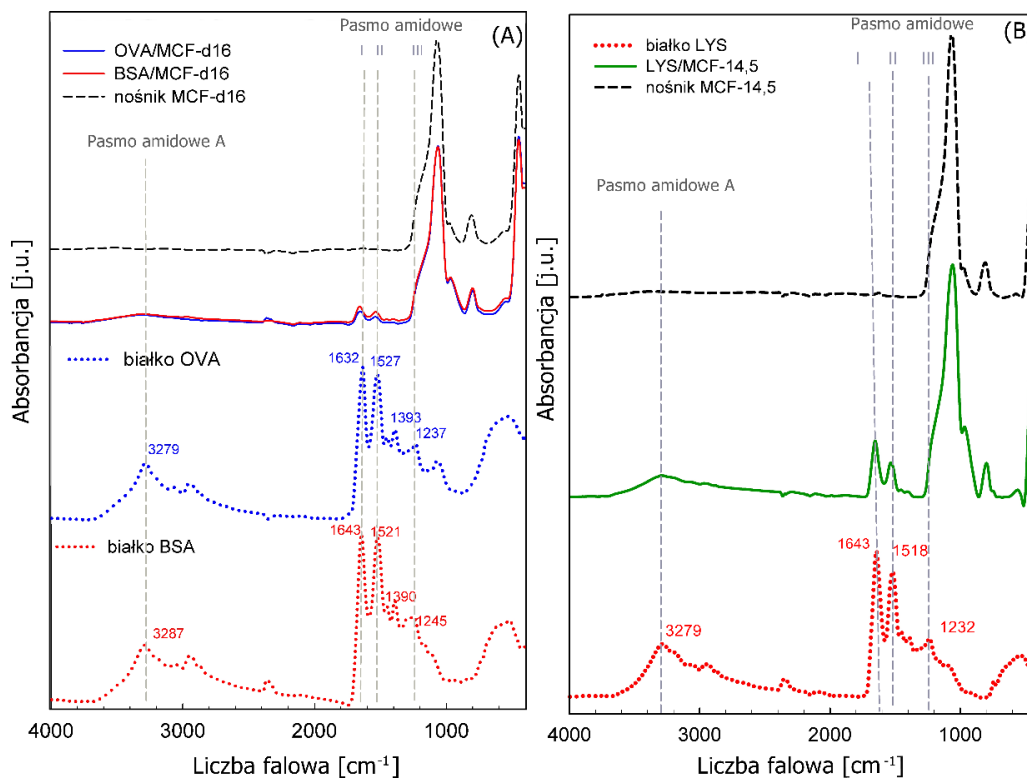 Pasmo amidowe
I II III
(A)
OVA/MCF-d16
BSA/MCF-d16
nośnik MCF-d16
Pasmo amidowe A
białko OVA
1632
1527
1393
1237
3279
białko BSA
1643
1521
1390
1245
3287
Absorbancja [j.u.]
4000
3000
2000
1000
Liczba falowa [cm⁻¹]
Pasmo amidowe
I II III
(B)
białko LYS
LYS/MCF-14,5
nośnik MCF-14,5
Pasmo amidowe A
1643
1518
1232
3279
Absorbancja [j.u.]
4000
3000
2000
1000
Liczba falowa [cm⁻¹]